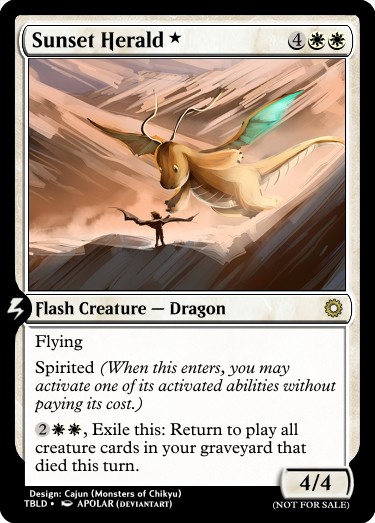 Sunset Herald ★ 4
Flash Creature — Dragon
Flying
Spirited (When this enters, you may
activate one of its activated abilities without
paying its cost.)
2, Exile this: Return to play all
creature cards in your graveyard that
died this turn.
4/4
Design: Cajun (Monsters of Chikyu)
TBLD • APOLAR (DEVIANTART)
(NOT FOR SALE)